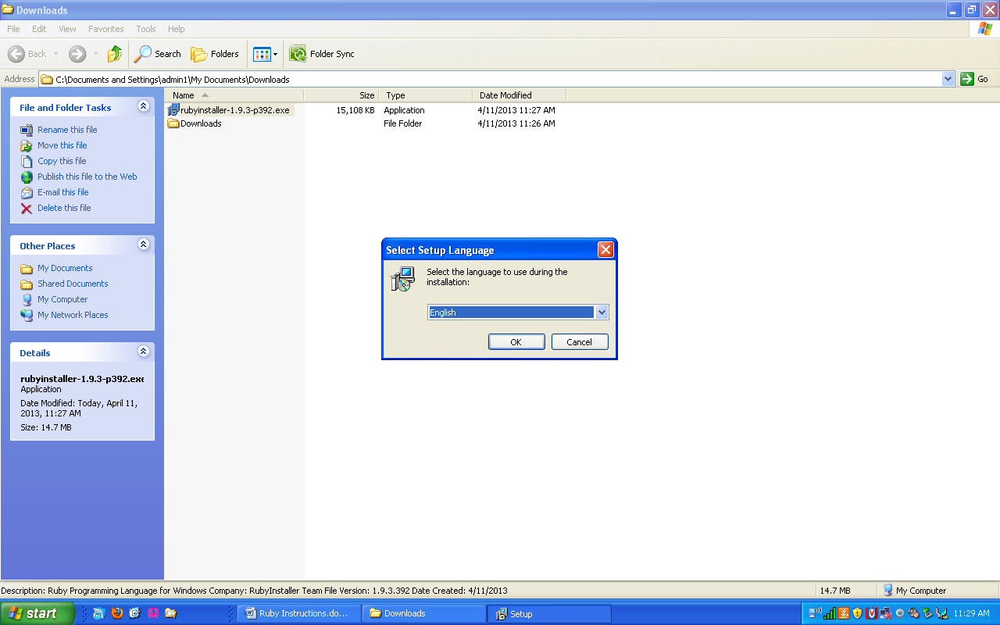 Downloads
File Edit View Favorites Tools Help
Back Search Folders Folder Sync
Address C:\Documents and Settings\admin1\My Documents\Downloads Go
Name Size Type Date Modified
rubyinstaller-1.9.3-p392.exe 15,108 KB Application 4/11/2013 11:27 AM
Downloads File Folder 4/11/2013 11:26 AM
File and Folder Tasks
Rename this file
Move this file
Copy this file
Publish this file to the Web
E-mail this file
Delete this file
Other Places
My Documents
Shared Documents
My Computer
My Network Places
Details
rubyinstaller-1.9.3-p392.exe
Application
Date Modified: Today, April 11,
2013, 11:27 AM
Size: 14.7 MB
Select Setup Language
Select the language to use during the
installation:
English
OK Cancel
Description: Ruby Programming Language for Windows Company: RubyInstaller Team File Version: 1.9.3.392 Date Created: 4/11/2013 14.7 MB My Computer
start Ruby Instructions.do... Downloads Setup 11:29 AM